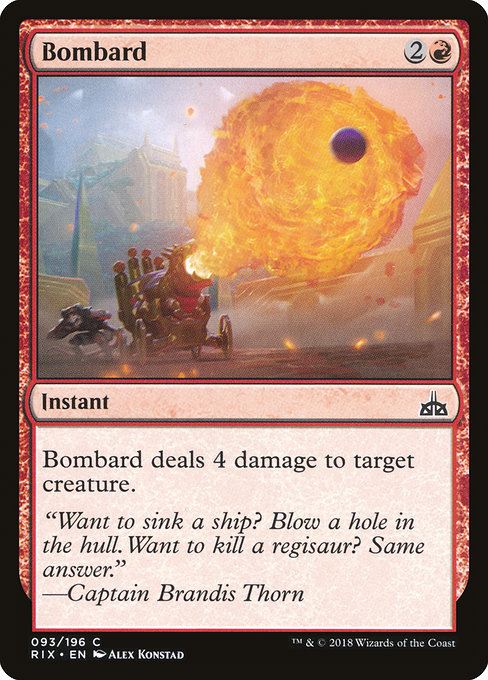 Bombard 2
Instant
Bombard deals 4 damage to target
creature.
“Want to sink a ship? Blow a hole in
the hull. Want to kill a regisaur? Same
answer.”
—Captain Brandis Thorn
093/196 C
RIX • EN Alex Konstad
™ & © 2018 Wizards of the Coast